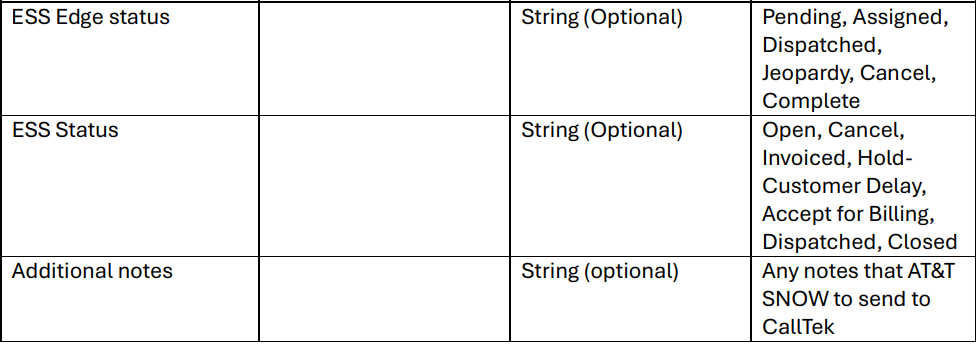 ESS Edge status
String (Optional)
Pending, Assigned,
Dispatched,
Jeopardy, Cancel,
Complete
ESS Status
String (Optional)
Open, Cancel,
Invoiced, Hold-
Customer Delay,
Accept for Billing,
Dispatched, Closed
Additional notes
String (optional)
Any notes that AT&T
SNOW to send to
CallTek